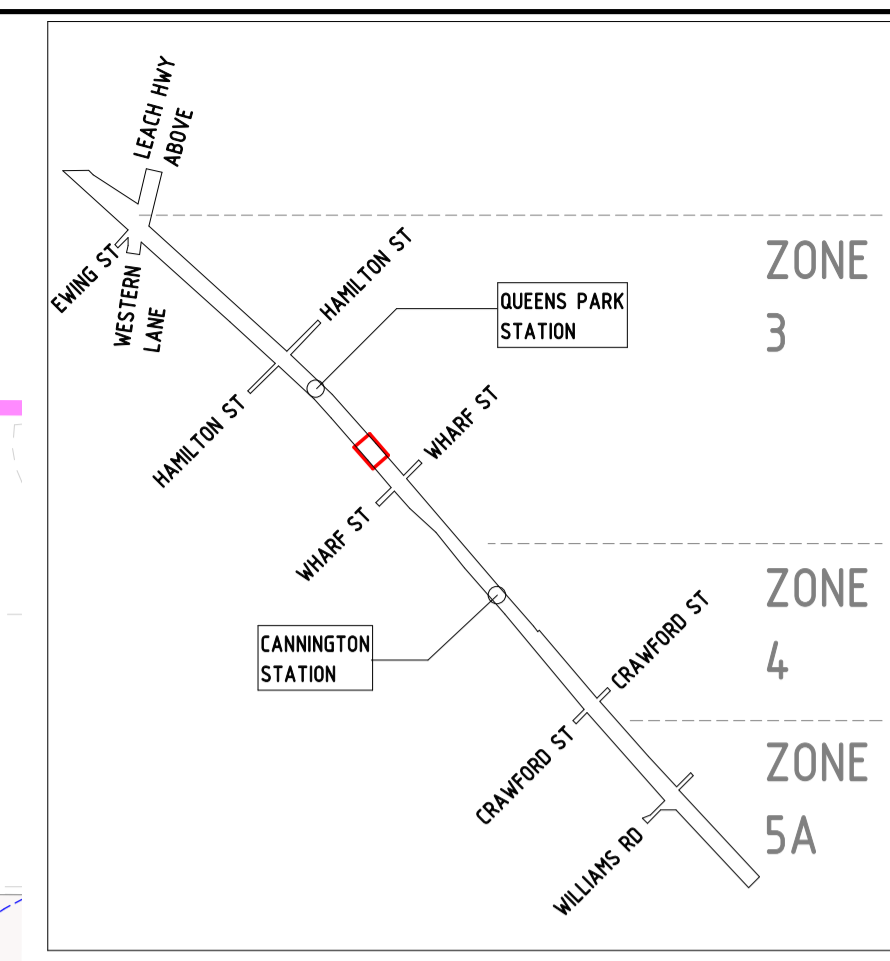 LEACH HWY
ABOVE
EWING ST
WESTERN
LANE
HAMILTON ST
HAMILTON ST
QUEENS PARK
STATION
ZONE
3
WHARF ST
WHARF ST
CANNINGTON
STATION
ZONE
4
CRAWFORD ST
CRAWFORD ST
ZONE
5A
WILLIAMS RD